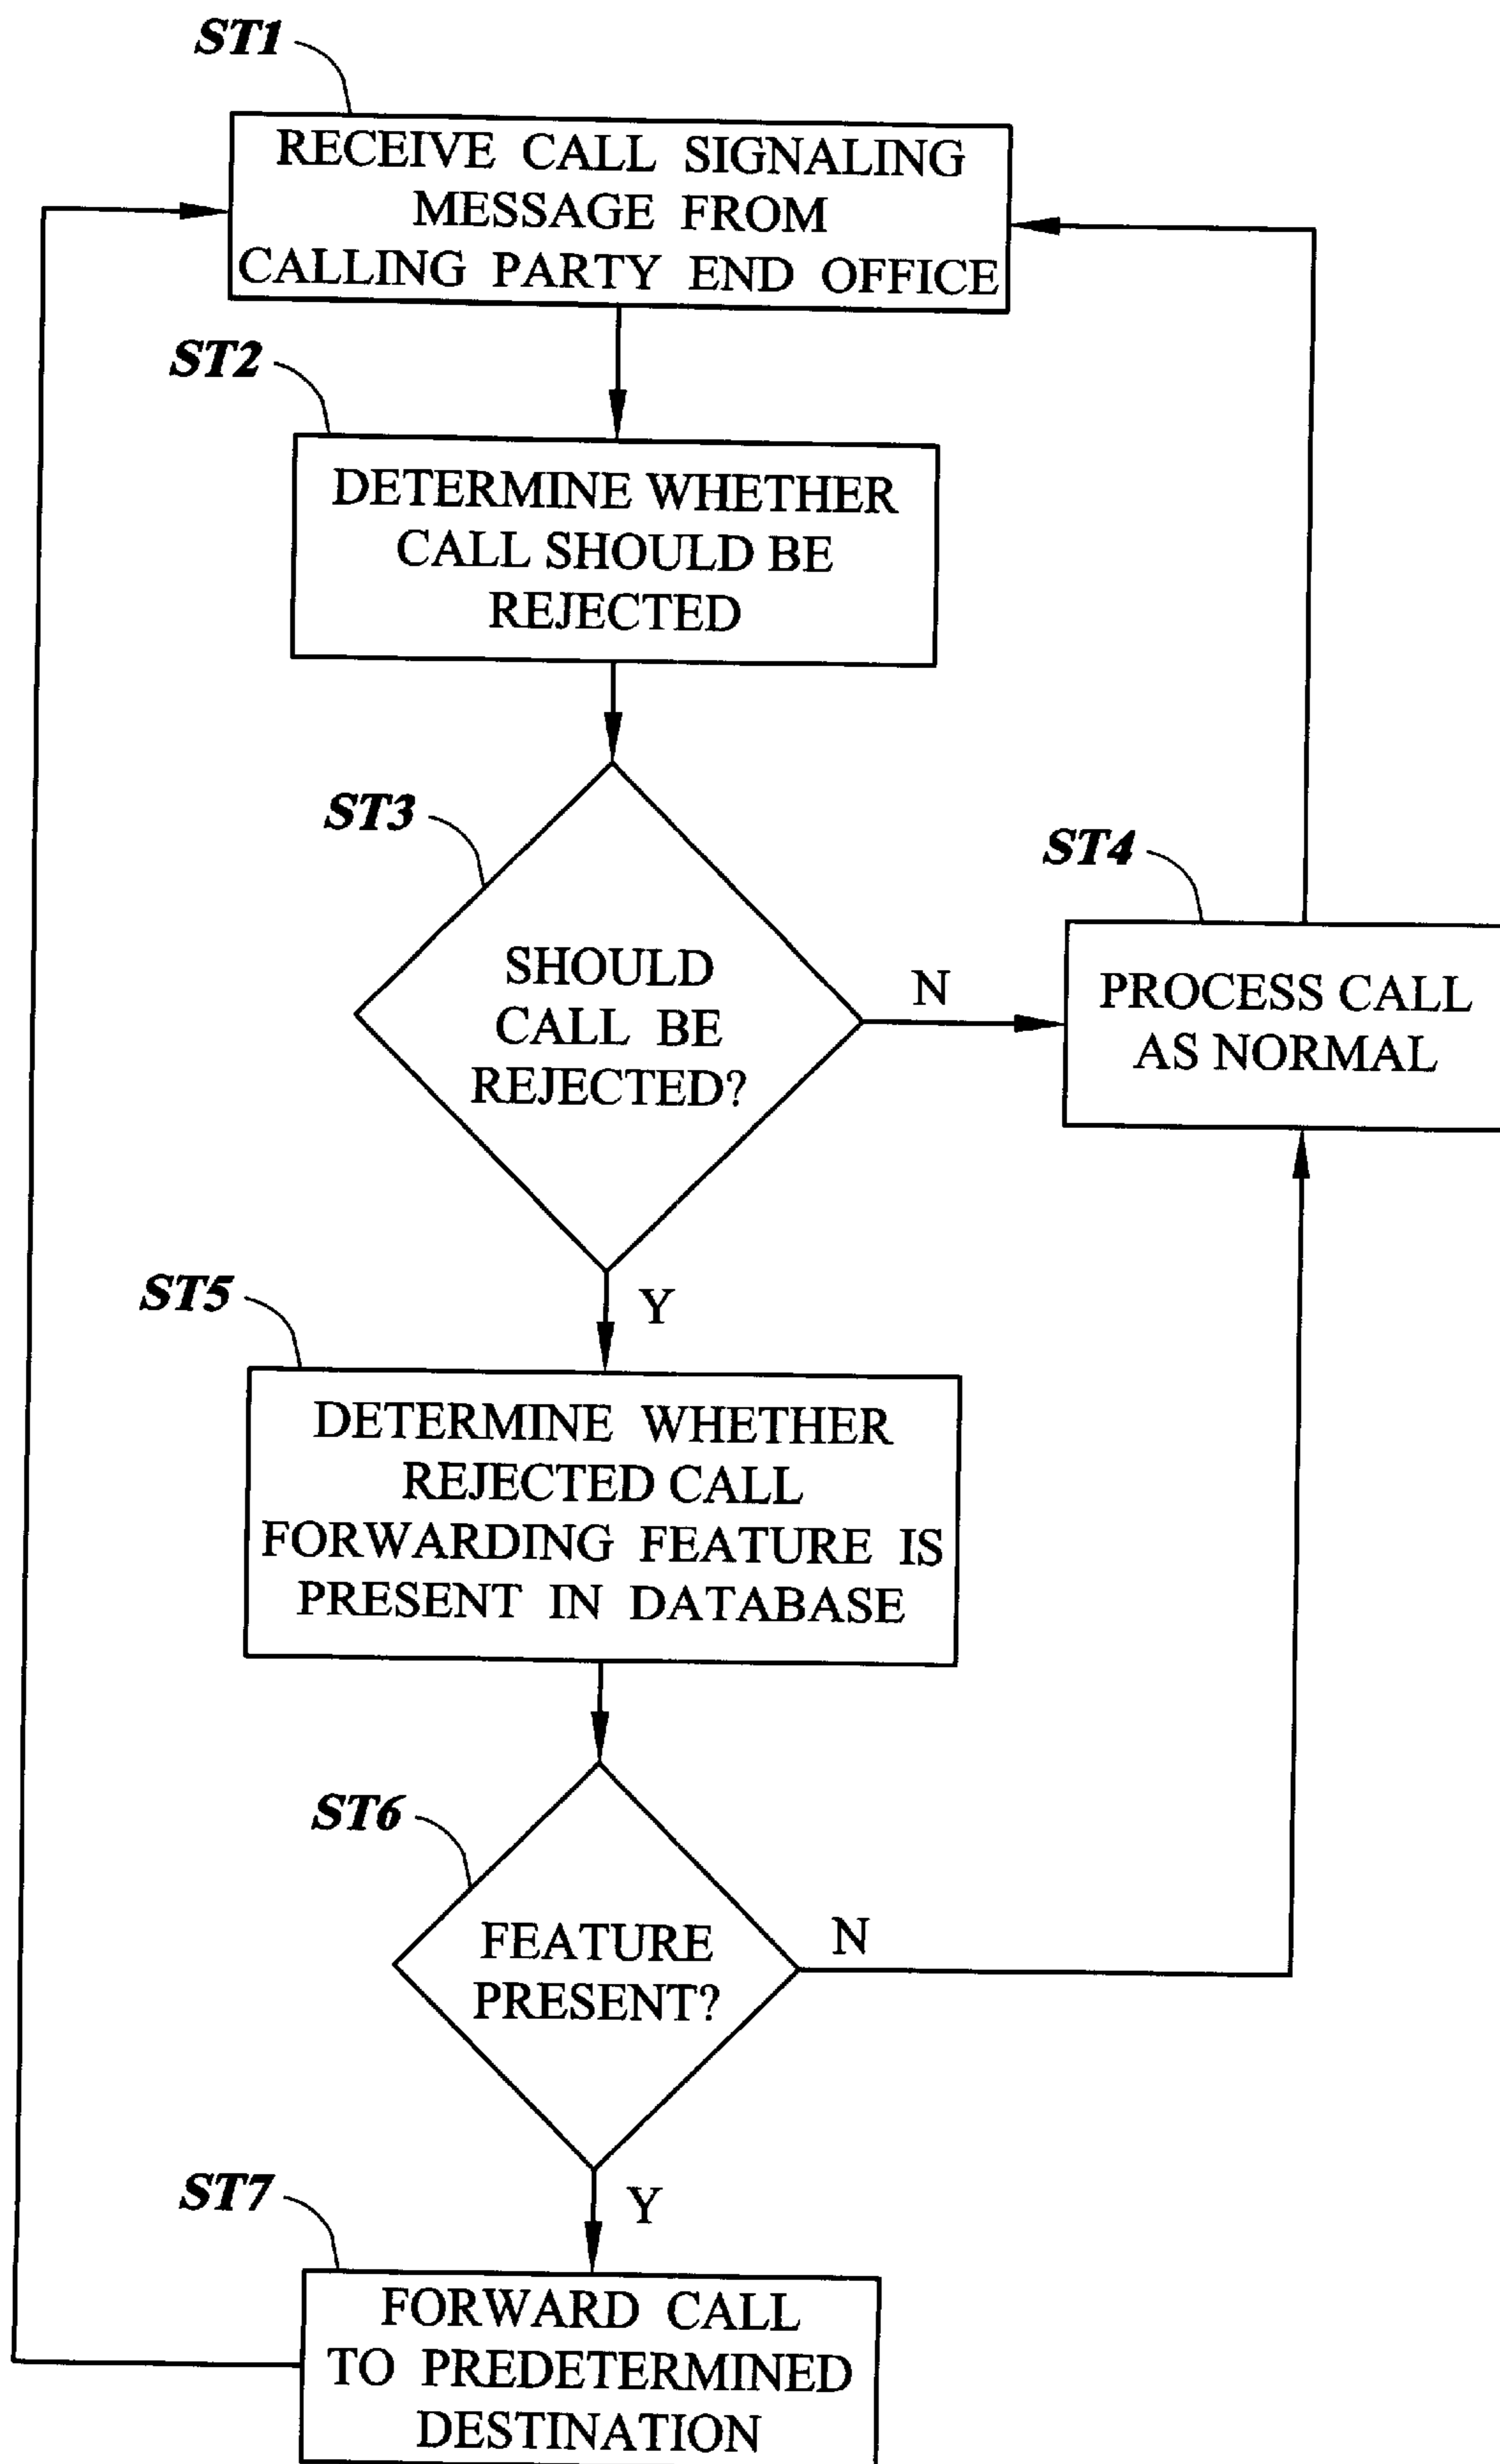 ST1
RECEIVE CALL SIGNALING
MESSAGE FROM
CALLING PARTY END OFFICE
ST2
DETERMINE WHETHER
CALL SHOULD BE
REJECTED
ST3
SHOULD
CALL BE
REJECTED?
N
ST4
PROCESS CALL
AS NORMAL
Y
ST5
DETERMINE WHETHER
REJECTED CALL
FORWARDING FEATURE IS
PRESENT IN DATABASE
ST6
FEATURE
PRESENT?
N
Y
ST7
FORWARD CALL
TO PREDETERMINED
DESTINATION